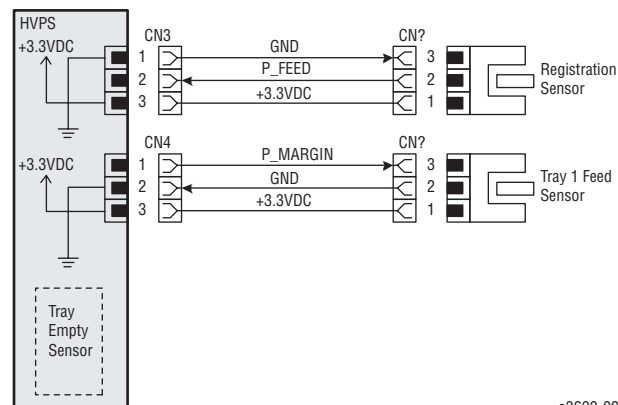 HVPS
+3.3VDC
CN3
1 GND 3
2 P_FEED 2
3 +3.3VDC 1
CN?
Registration
Sensor
+3.3VDC
CN4
1 P_MARGIN 3
2 GND 2
3 +3.3VDC 1
CN?
Tray 1 Feed
Sensor
Tray
Empty
Sensor